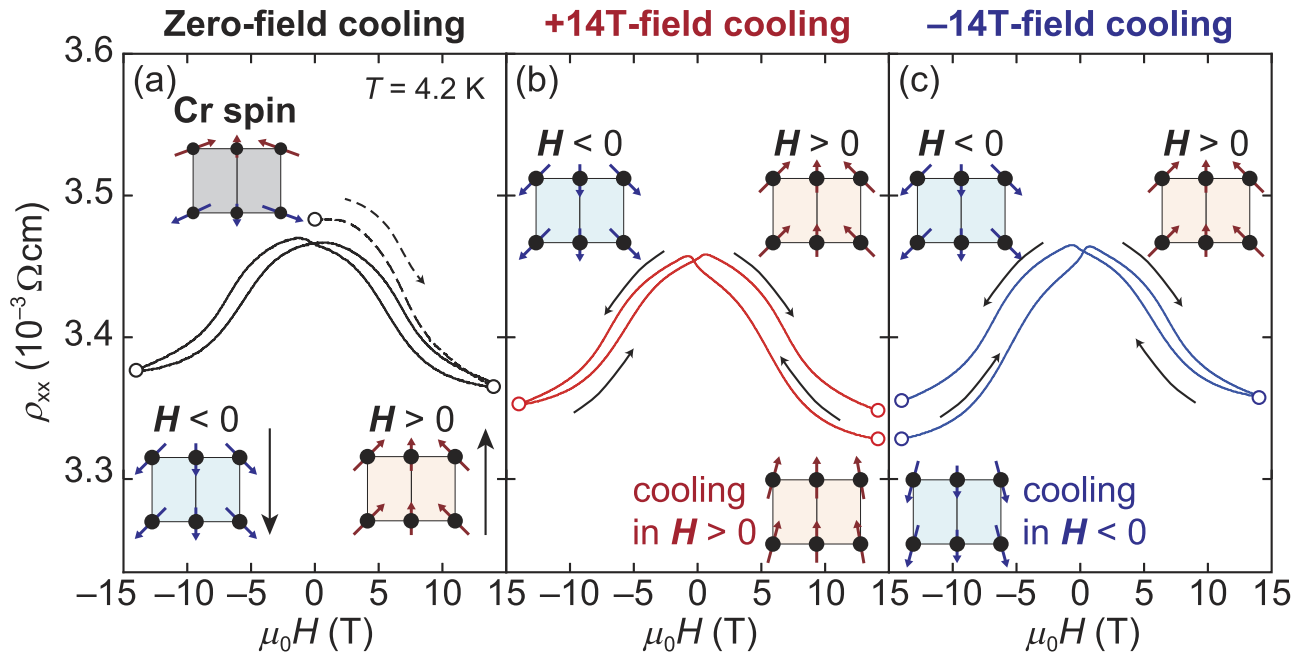 Zero-field cooling
+14T-field cooling
–14T-field cooling
(a)
T = 4.2 K
Cr spin
H < 0
H > 0
(b)
H < 0
H > 0
cooling
in H > 0
(c)
H < 0
H > 0
cooling
in H < 0
3.6
3.5
3.4
3.3
ρxx (10⁻³ Ωcm)
–15 –10 –5 0 5 10 15
–10 –5 0 5 10 15
–10 –5 0 5 10 15
μ₀H (T)
μ₀H (T)
μ₀H (T)